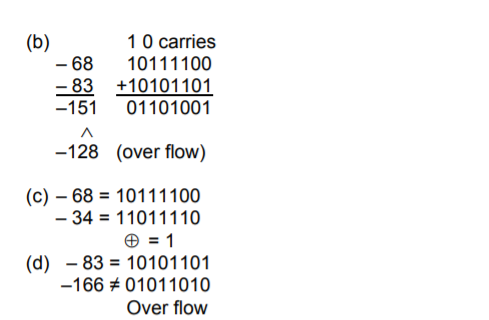 (b) 1 0 carries
– 68 10111100
– 83 +10101101
–151 01101001
^
–128 (over flow)
(c) – 68 = 10111100
– 34 = 11011110
⊕ = 1
(d) – 83 = 10101101
–166 ≠ 01011010
Over flow